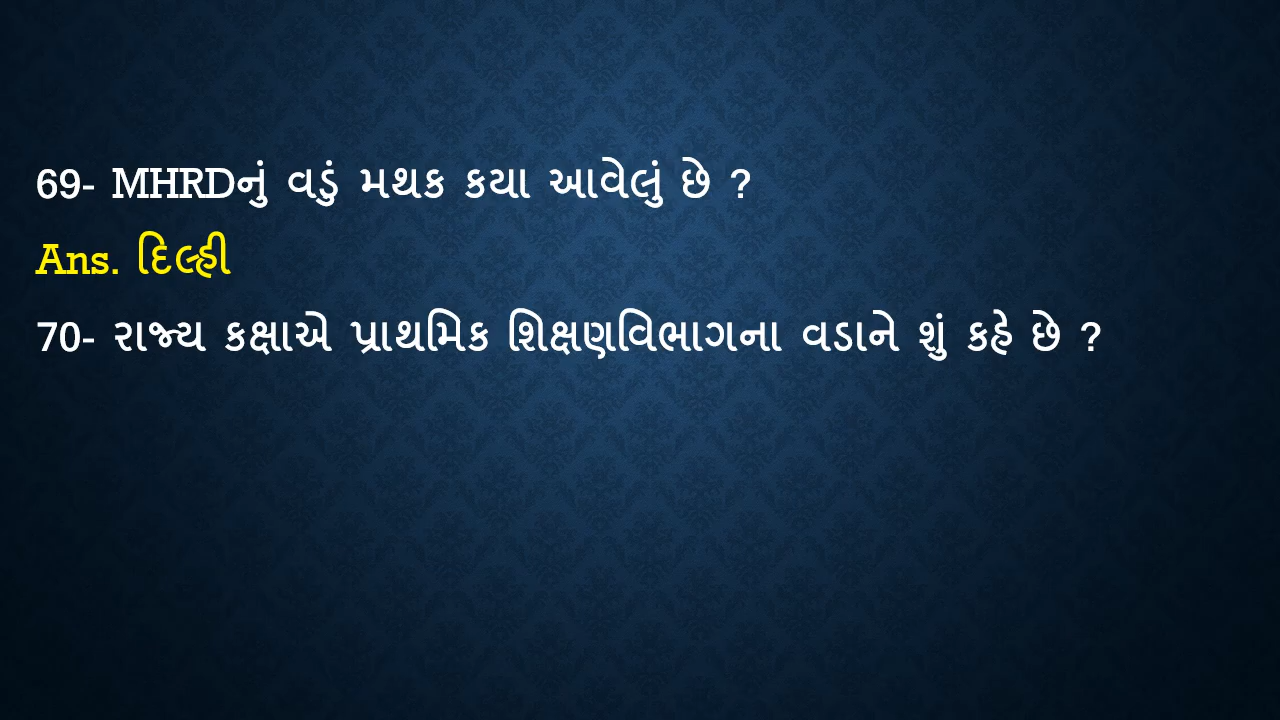 69- MHRDનું વડું મથક કયા આવેલું છે ?
Ans. દિલ્હી
70- રાજ્ય કક્ષાએ પ્રાથમિક શિક્ષણવિભાગના વડાને શું કહે છે ?